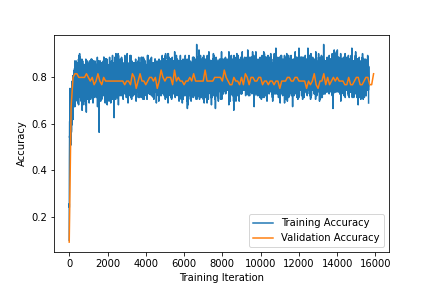 0.8
0.6
0.4
0.2
Accuracy
0 2000 4000 6000 8000 10000 12000 14000 16000
Training Iteration
Training Accuracy
Validation Accuracy